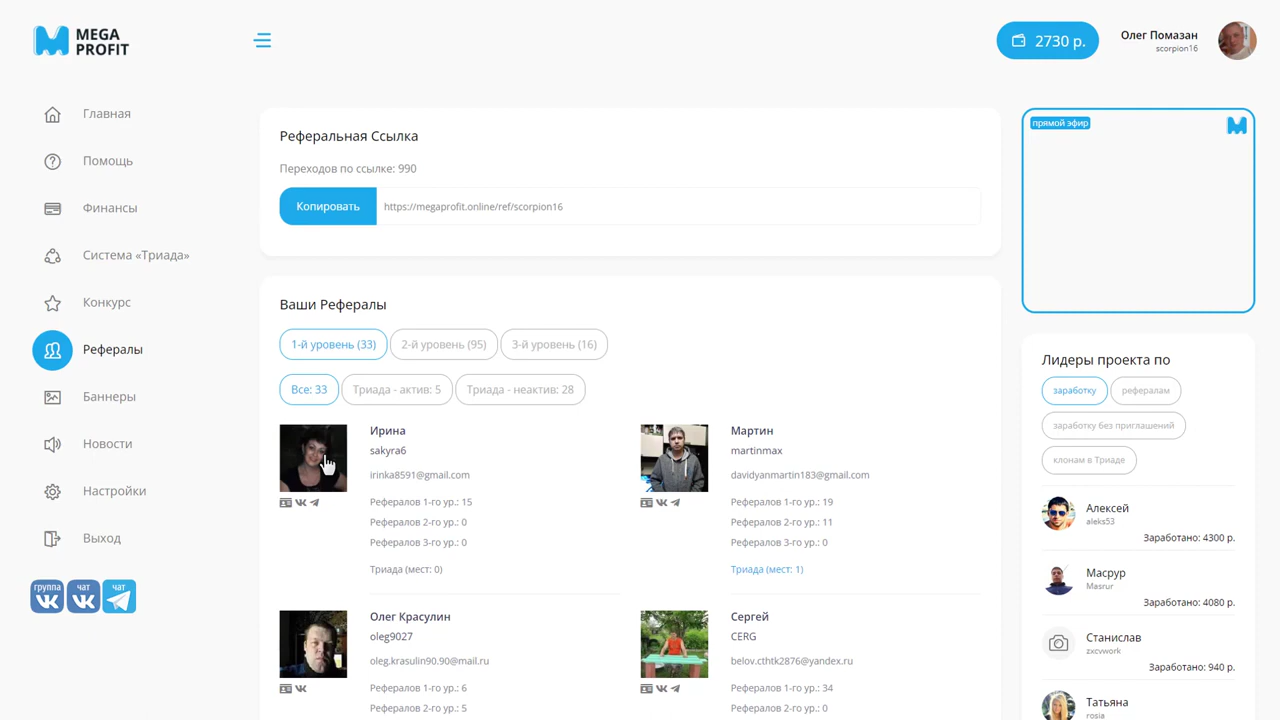 MEGA
PROFIT
2730 р.
Олег Помазан
scorpion16
Главная
Помощь
Финансы
Система «Триада»
Конкурс
Рефералы
Баннеры
Новости
Настройки
Выход
группа
чат
чат
Реферальная Ссылка
Переходов по ссылке: 990
Копировать
https://megaprofit.online/ref/scorpion16
Ваши Рефералы
1-й уровень (33)
2-й уровень (95)
3-й уровень (16)
Все: 33
Триада - актив: 5
Триада - неактив: 28
Ирина
sakyra6
irinka8591@gmail.com
Рефералов 1-го ур.: 15
Рефералов 2-го ур.: 0
Рефералов 3-го ур.: 0
Триада (мест: 0)
Мартин
martinmax
davidyanmartin183@gmail.com
Рефералов 1-го ур.: 19
Рефералов 2-го ур.: 11
Рефералов 3-го ур.: 0
Триада (мест: 1)
Олег Красулин
oleg9027
oleg.krasulin90.90@mail.ru
Рефералов 1-го ур.: 6
Рефералов 2-го ур.: 5
Сергей
CERG
belov.cthtk2876@yandex.ru
Рефералов 1-го ур.: 34
Рефералов 2-го ур.: 0
прямой эфир
Лидеры проекта по
заработку
рефералам
заработку без приглашений
клонам в Триаде
Алексей
aleks53
Заработано: 4300 р.
Масрур
Masrur
Заработано: 4080 р.
Станислав
zxcvwork
Заработано: 940 р.
Татьяна
rosia